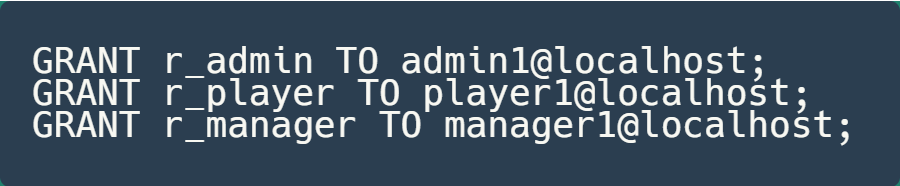 GRANT r_admin TO admin1@localhost;
GRANT r_player TO player1@localhost;
GRANT r_manager TO manager1@localhost;